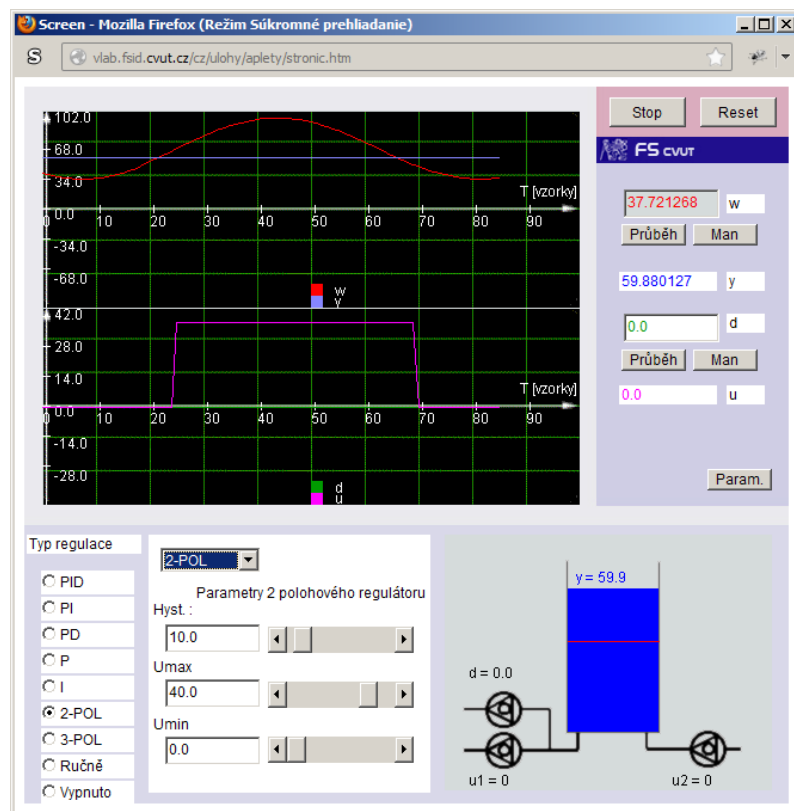 Screen - Mozilla Firefox (Režim Súkromné prehliadanie)
S vlab.fsid.cvut.cz/cz/ulohy/aplety/stronic.htm
102.0
68.0
34.0
T [vzorky]
0.0 10 20 30 40 50 60 70 80 90
-34.0
-68.0
w
y
42.0
28.0
14.0
T [vzorky]
0.0 10 20 30 40 50 60 70 80 90
-14.0
-28.0
d
u
Stop Reset
FS CVUT
37.721268 w
Průběh Man
59.880127 y
0.0 d
Průběh Man
0.0 u
Param.
Typ regulace
PID
PI
PD
P
I
2-POL
3-POL
Ručně
Vypnuto
2-POL
Parametry 2 polohového regulátoru
Hyst. :
10.0
Umax
40.0
Umin
0.0
y = 59.9
d = 0.0
u1 = 0 u2 = 0